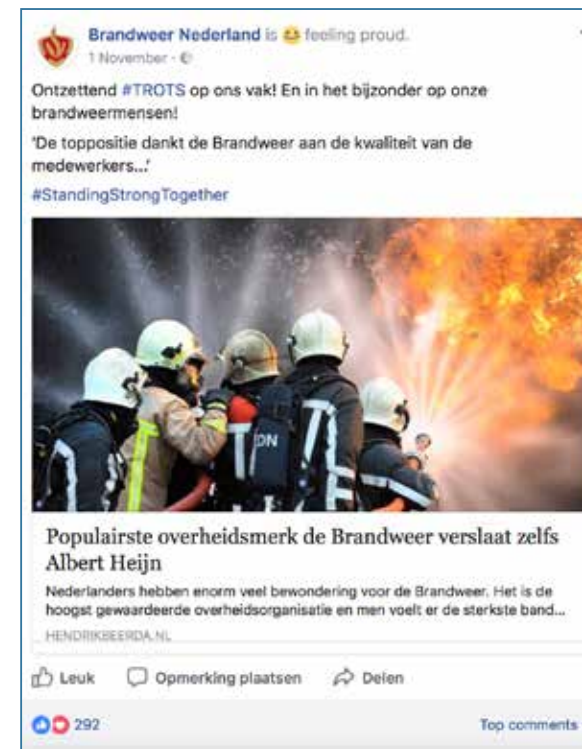 Brandweer Nederland is feeling proud.
1 November ·
Ontzettend #TROTS op ons vak! En in het bijzonder op onze
brandweermensen!
'De toppositie dankt de Brandweer aan de kwaliteit van de
medewerkers...'
#StandingStrongTogether
DN
Populairste overheidsmerk de Brandweer verslaat zelfs
Albert Heijn
Nederlanders hebben enorm veel bewondering voor de Brandweer. Het is de
hoogst gewaardeerde overheidsorganisatie en men voelt er de sterkste band...
HENDRIKBEERDA.NL
Leuk Opmerking plaatsen Delen
292 Top comments